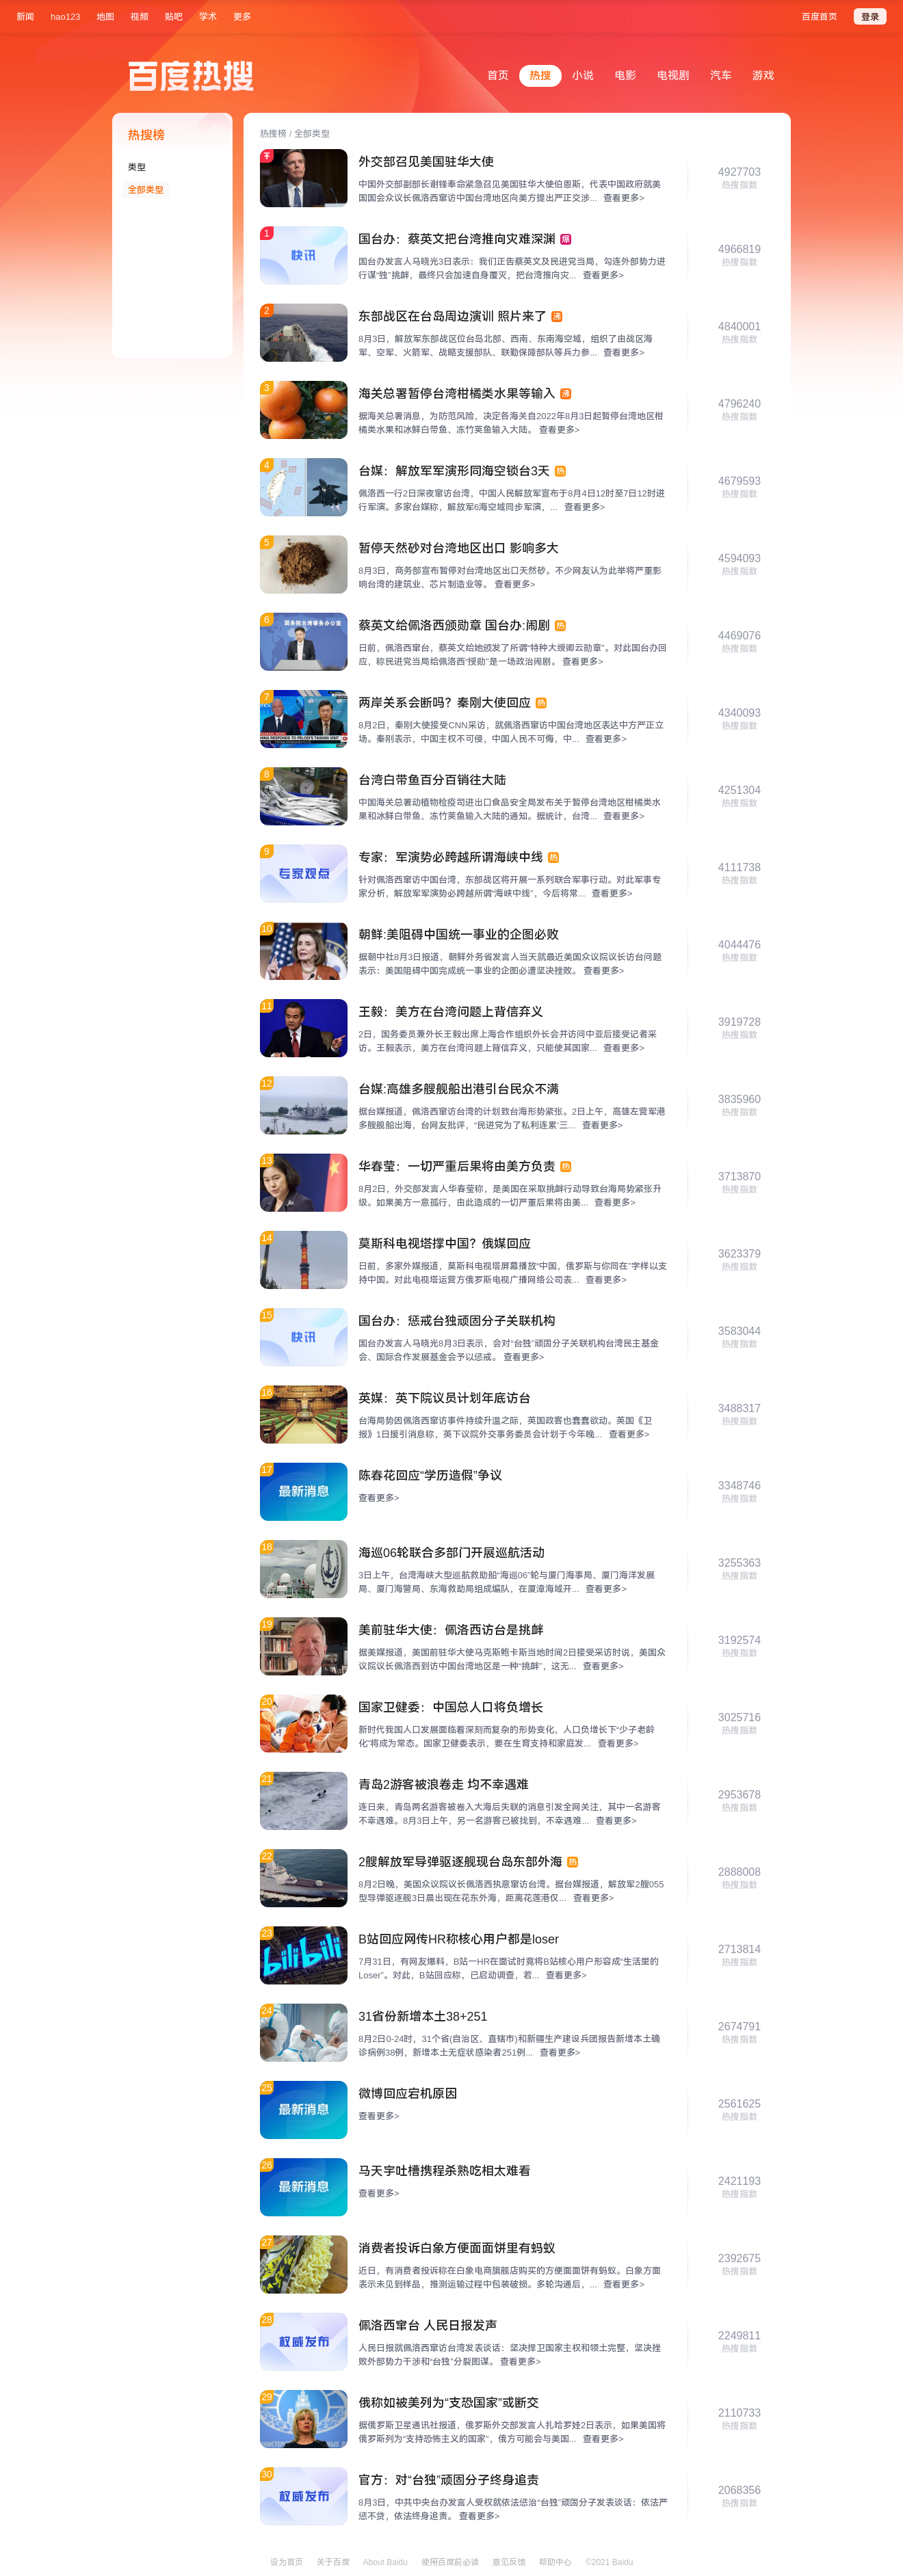 新闻 hao123 地图 视频 贴吧 学术 更多 百度首页 登录
百度热搜
首页 热搜 小说 电影 电视剧 汽车 游戏
热搜榜
类型
全部类型
热搜榜 / 全部类型
外交部召见美国驻华大使
中国外交部副部长谢锋奉命紧急召见美国驻华大使伯恩斯，代表中国政府就美
国国会众议长佩洛西窜访中国台湾地区向美方提出严正交涉... 查看更多>
4927703
热搜指数
1
快讯
国台办：蔡英文把台湾推向灾难深渊 爆
国台办发言人马晓光3日表示：我们正告蔡英文及民进党当局，勾连外部势力进
行谋“独”挑衅，最终只会加速自身覆灭，把台湾推向灾... 查看更多>
4966819
热搜指数
2
东部战区在台岛周边演训 照片来了 沸
8月3日，解放军东部战区位台岛北部、西南、东南海空域，组织了由战区海
军、空军、火箭军、战略支援部队、联勤保障部队等兵力参... 查看更多>
4840001
热搜指数
3
海关总署暂停台湾柑橘类水果等输入 沸
据海关总署消息，为防范风险，决定各海关自2022年8月3日起暂停台湾地区柑
橘类水果和冰鲜白带鱼、冻竹荚鱼输入大陆。 查看更多>
4796240
热搜指数
4
台媒：解放军军演形同海空锁台3天 热
佩洛西一行2日深夜窜访台湾，中国人民解放军宣布于8月4日12时至7日12时进
行军演。多家台媒称，解放军6海空域同步军演，... 查看更多>
4679593
热搜指数
5
暂停天然砂对台湾地区出口 影响多大
8月3日，商务部宣布暂停对台湾地区出口天然砂。不少网友认为此举将严重影
响台湾的建筑业、芯片制造业等。 查看更多>
4594093
热搜指数
6
国务院台湾事务办公室
蔡英文给佩洛西颁勋章 国台办:闹剧 热
日前，佩洛西窜台，蔡英文给她颁发了所谓“特种大绶卿云勋章”。对此国台办回
应，称民进党当局给佩洛西“授勋”是一场政治闹剧。 查看更多>
4469076
热搜指数
7
两岸关系会断吗？秦刚大使回应 热
8月2日，秦刚大使接受CNN采访，就佩洛西窜访中国台湾地区表达中方严正立
场。秦刚表示，中国主权不可侵，中国人民不可侮，中... 查看更多>
4340093
热搜指数
8
台湾白带鱼百分百销往大陆
中国海关总署动植物检疫司进出口食品安全局发布关于暂停台湾地区柑橘类水
果和冰鲜白带鱼、冻竹荚鱼输入大陆的通知。据统计，台湾... 查看更多>
4251304
热搜指数
9
专家观点
专家：军演势必跨越所谓海峡中线 热
针对佩洛西窜访中国台湾，东部战区将开展一系列联合军事行动。对此军事专
家分析，解放军军演势必跨越所谓“海峡中线”，今后将常... 查看更多>
4111738
热搜指数
10
朝鲜:美阻碍中国统一事业的企图必败
据朝中社8月3日报道，朝鲜外务省发言人当天就最近美国众议院议长访台问题
表示：美国阻碍中国完成统一事业的企图必遭坚决挫败。 查看更多>
4044476
热搜指数
11
王毅：美方在台湾问题上背信弃义
2日，国务委员兼外长王毅出席上海合作组织外长会并访问中亚后接受记者采
访。王毅表示，美方在台湾问题上背信弃义，只能使其国家... 查看更多>
3919728
热搜指数
12
台媒:高雄多艘舰船出港引台民众不满
据台媒报道，佩洛西窜访台湾的计划致台海形势紧张。2日上午，高雄左营军港
多艘舰船出海，台网友批评，“民进党为了私利连累‘三... 查看更多>
3835960
热搜指数
13
华春莹：一切严重后果将由美方负责 热
8月2日，外交部发言人华春莹称，是美国在采取挑衅行动导致台海局势紧张升
级。如果美方一意孤行，由此造成的一切严重后果将由美... 查看更多>
3713870
热搜指数
14
莫斯科电视塔撑中国？俄媒回应
日前，多家外媒报道，莫斯科电视塔屏幕播放“中国，俄罗斯与你同在”字样以支
持中国。对此电视塔运营方俄罗斯电视广播网络公司表... 查看更多>
3623379
热搜指数
15
快讯
国台办：惩戒台独顽固分子关联机构
国台办发言人马晓光8月3日表示，会对“台独”顽固分子关联机构台湾民主基金
会、国际合作发展基金会予以惩戒。 查看更多>
3583044
热搜指数
16
英媒：英下院议员计划年底访台
台海局势因佩洛西窜访事件持续升温之际，英国政客也蠢蠢欲动。英国《卫
报》1日援引消息称，英下议院外交事务委员会计划于今年晚... 查看更多>
3488317
热搜指数
17
最新消息
陈春花回应“学历造假”争议
查看更多>
3348746
热搜指数
18
海巡06轮联合多部门开展巡航活动
3日上午，台湾海峡大型巡航救助船“海巡06”轮与厦门海事局、厦门海洋发展
局、厦门海警局、东海救助局组成编队，在厦漳海域开... 查看更多>
3255363
热搜指数
19
美前驻华大使：佩洛西访台是挑衅
据美媒报道，美国前驻华大使马克斯鲍卡斯当地时间2日接受采访时说，美国众
议院议长佩洛西到访中国台湾地区是一种“挑衅”，这无... 查看更多>
3192574
热搜指数
20
国家卫健委：中国总人口将负增长
新时代我国人口发展面临着深刻而复杂的形势变化，人口负增长下“少子老龄
化”将成为常态。国家卫健委表示，要在生育支持和家庭发... 查看更多>
3025716
热搜指数
21
青岛2游客被浪卷走 均不幸遇难
连日来，青岛两名游客被卷入大海后失联的消息引发全网关注，其中一名游客
不幸遇难。8月3日上午，另一名游客已被找到，不幸遇难... 查看更多>
2953678
热搜指数
22
2艘解放军导弹驱逐舰现台岛东部外海 热
8月2日晚，美国众议院议长佩洛西执意窜访台湾。据台媒报道，解放军2艘055
型导弹驱逐舰3日晨出现在花东外海，距离花莲港仅... 查看更多>
2888008
热搜指数
23
bilibili
B站回应网传HR称核心用户都是loser
7月31日，有网友爆料，B站一HR在面试时竟将B站核心用户形容成“生活里的
Loser”。对此，B站回应称，已启动调查，若... 查看更多>
2713814
热搜指数
24
31省份新增本土38+251
8月2日0-24时，31个省(自治区、直辖市)和新疆生产建设兵团报告新增本土确
诊病例38例，新增本土无症状感染者251例... 查看更多>
2674791
热搜指数
25
最新消息
微博回应宕机原因
查看更多>
2561625
热搜指数
26
最新消息
马天宇吐槽携程杀熟吃相太难看
查看更多>
2421193
热搜指数
27
消费者投诉白象方便面面饼里有蚂蚁
近日，有消费者投诉称在白象电商旗舰店购买的方便面面饼有蚂蚁。白象方面
表示未见到样品，推测运输过程中包装破损。多轮沟通后，... 查看更多>
2392675
热搜指数
28
权威发布
佩洛西窜台 人民日报发声
人民日报就佩洛西窜访台湾发表谈话：坚决捍卫国家主权和领土完整，坚决挫
败外部势力干涉和“台独”分裂图谋。 查看更多>
2249811
热搜指数
29
俄称如被美列为“支恐国家”或断交
据俄罗斯卫星通讯社报道，俄罗斯外交部发言人扎哈罗娃2日表示，如果美国将
俄罗斯列为“支持恐怖主义的国家”，俄方可能会与美国... 查看更多>
2110733
热搜指数
30
权威发布
官方：对“台独”顽固分子终身追责
8月3日，中共中央台办发言人受权就依法惩治“台独”顽固分子发表谈话：依法严
惩不贷，依法终身追责。 查看更多>
2068356
热搜指数
设为首页 关于百度 About Baidu 使用百度前必读 意见反馈 帮助中心 ©2021 Baidu